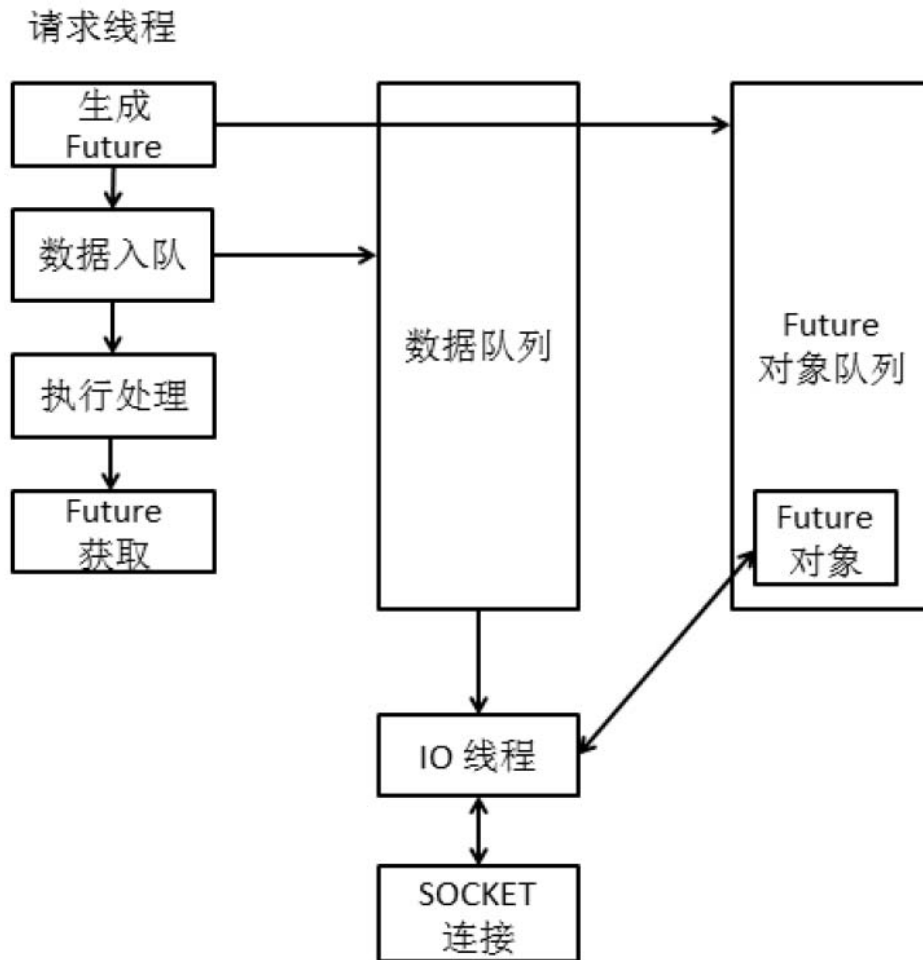 请求线程
生成
Future
数据入队
执行处理
Future
获取
数据队列
Future
对象队列
Future
对象
IO 线程
SOCKET
连接